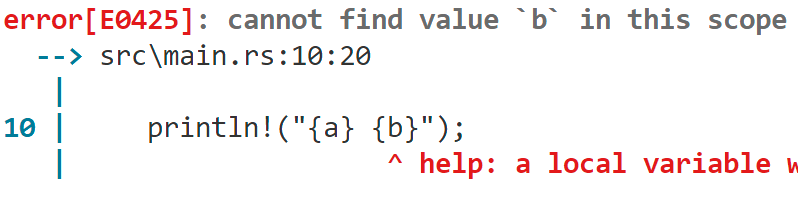 error[E0425]: cannot find value `b` in this scope
  --> src\main.rs:10:20
   |
10 |     println!("{a} {b}");
   |                    ^ help: a local variable